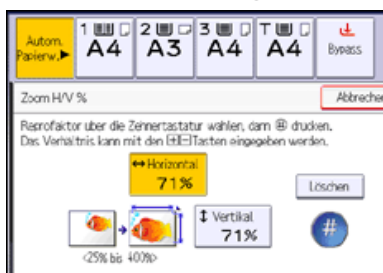 Autom. Papierw.▶
1 A4
2 A3
3 A4
T A4
Bypass
Zoom H/V %
Abbrechen
Reprofaktor über die Zehnertastatur wählen, dann # drücken.
Das Verhältnis kann mit den [+][-]Tasten eingegeben werden.
↔Horizontal
71%
Löschen
↕ Vertikal
71%
#
<25% bis 400%>